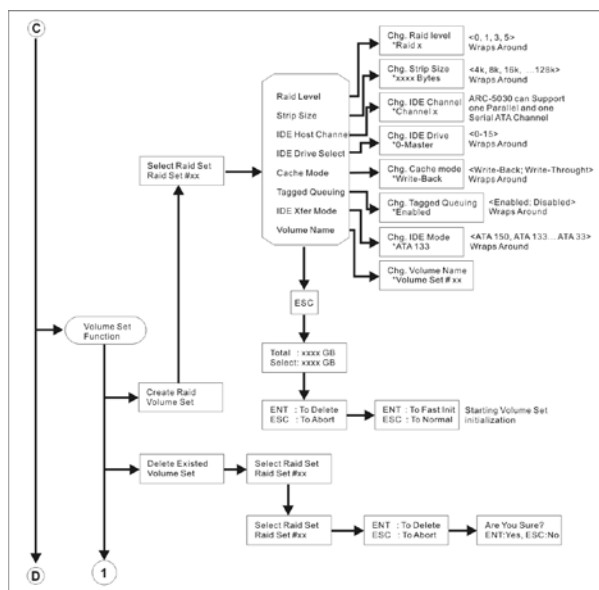 C
Chg. Raid level
*Raid x
<0, 1, 3, 5>
Wraps Around
Chg. Strip Size
*xxxx Bytes
<4k, 8k, 16k, ....128k>
Wraps, Around
Raid Level
Strip Size
IDE Host Channe
IDE Drive Select
Cache Mode
Tagged Queuing
IDE Xfer Mode
Volume Name
Chg. IDE Channel
*Channel x
ARC-5030 can Support
one Parallel and one
Serial ATA Channel
Chg. IDE Drive
*0-Master
<0-15>
Wraps Around
Select Raid Set
Raid Set #xx
Chg. Cache mode
*Write-Back
<Write-Back; Write-Throught>
Wraps Around
Chg. Tagged Queuing
*Enabled
<Enabled; Disabled>
Wraps Around
Chg. IDE Mode
*ATA 133
<ATA 150, ATA 133....ATA 33>
Wraps Around
Chg. Volume Name
*Volume Set # xx
ESC
Volume Set
Function
Total : xxxx GB
Select: xxxx GB
Create Raid
Volume Set
ENT : To Delete
ESC : To Abort
ENT : To Fast Init
ESC : To Normal
Starting Volume Set
initialization
Delete Existed
Volume Set
Select Raid Set
Raid Set #xx
Select Raid Set
Raid Set #xx
ENT : To Delete
ESC : To Abort
Are You Sure?
ENT:Yes, ESC:No
D
1